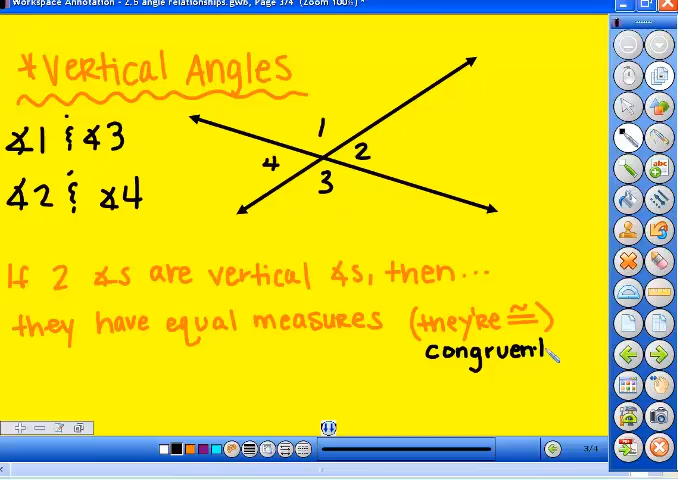 Workspace Annotation - 2.5 angle relationships.gwb, Page 3/4 (Zoom 100%) *
*Vertical Angles
∡1 & ∡3
∡2 & ∡4
1
2
4
3
If 2 ∡s are vertical ∡s, then...
they have equal measures (they're ≅)
congruent
abc
3/4